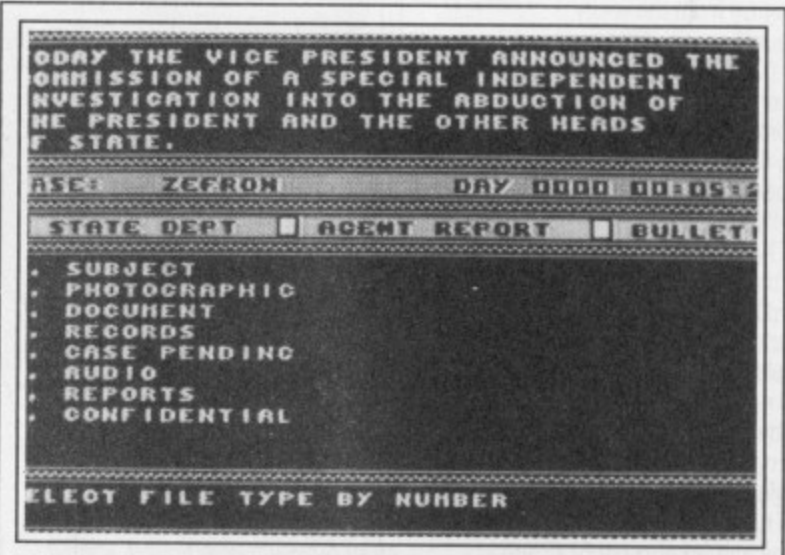 ODAY THE VICE PRESIDENT ANNOUNCED THE
OMMISSION OF A SPECIAL INDEPENDENT
NVESTIGATION INTO THE ABDUCTION OF
HE PRESIDENT AND THE OTHER HEADS
F STATE.
ASE: ZEFRON DAY 0000 00:05:2
STATE DEPT AGENT REPORT BULLETI
. SUBJECT
. PHOTOGRAPHIC
. DOCUMENT
. RECORDS
. CASE PENDING
. AUDIO
. REPORTS
. CONFIDENTIAL
ELECT FILE TYPE BY NUMBER